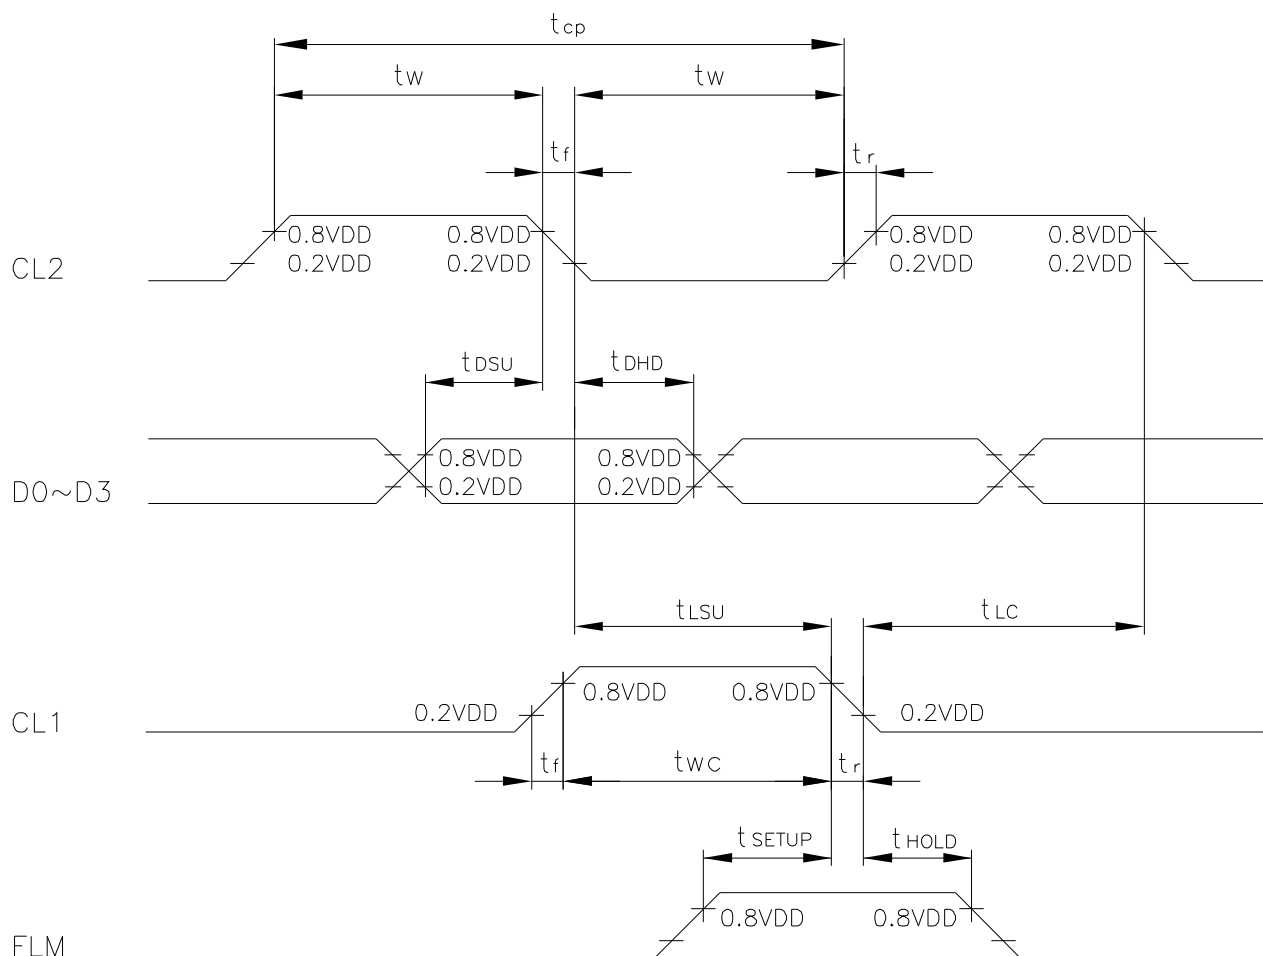 tcp
tw tw
tf tr
0.8VDD 0.8VDD 0.8VDD 0.8VDD
CL2 0.2VDD 0.2VDD 0.2VDD 0.2VDD
tDSU tDHD
0.8VDD 0.8VDD
D0~D3 0.2VDD 0.2VDD
tLSU tLC
0.8VDD 0.8VDD
CL1 0.2VDD 0.2VDD
tf twc tr
tSETUP tHOLD
0.8VDD 0.8VDD
FLM